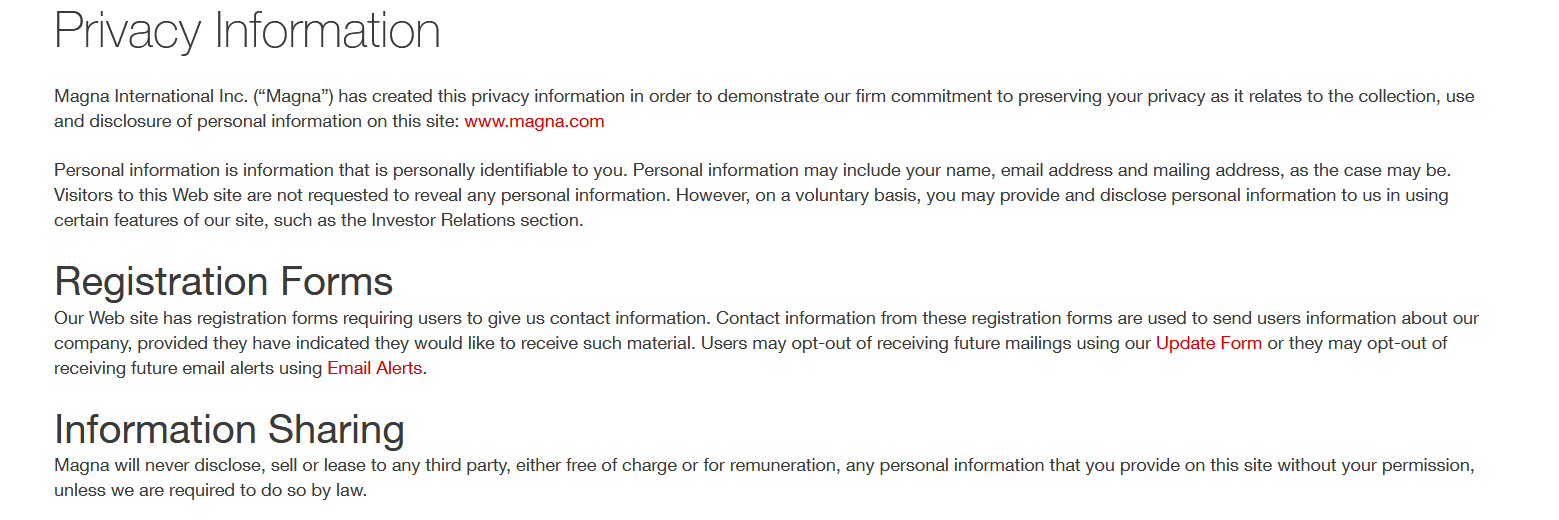 Privacy Information
Magna International Inc. (“Magna”) has created this privacy information in order to demonstrate our firm commitment to preserving your privacy as it relates to the collection, use
and disclosure of personal information on this site: www.magna.com
Personal information is information that is personally identifiable to you. Personal information may include your name, email address and mailing address, as the case may be.
Visitors to this Web site are not requested to reveal any personal information. However, on a voluntary basis, you may provide and disclose personal information to us in using
certain features of our site, such as the Investor Relations section.
Registration Forms
Our Web site has registration forms requiring users to give us contact information. Contact information from these registration forms are used to send users information about our
company, provided they have indicated they would like to receive such material. Users may opt-out of receiving future mailings using our Update Form or they may opt-out of
receiving future email alerts using Email Alerts.
Information Sharing
Magna will never disclose, sell or lease to any third party, either free of charge or for remuneration, any personal information that you provide on this site without your permission,
unless we are required to do so by law.